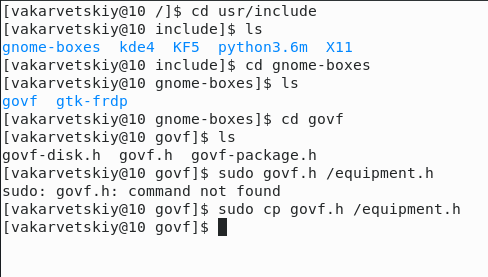 [vakarvetskiy@10 /]$ cd usr/include
[vakarvetskiy@10 include]$ ls
gnome-boxes  kde4  KF5  python3.6m  X11
[vakarvetskiy@10 include]$ cd gnome-boxes
[vakarvetskiy@10 gnome-boxes]$ ls
govf  gtk-frdp
[vakarvetskiy@10 gnome-boxes]$ cd govf
[vakarvetskiy@10 govf]$ ls
govf-disk.h  govf.h  govf-package.h
[vakarvetskiy@10 govf]$ sudo govf.h /equipment.h
sudo: govf.h: command not found
[vakarvetskiy@10 govf]$ sudo cp govf.h /equipment.h
[vakarvetskiy@10 govf]$